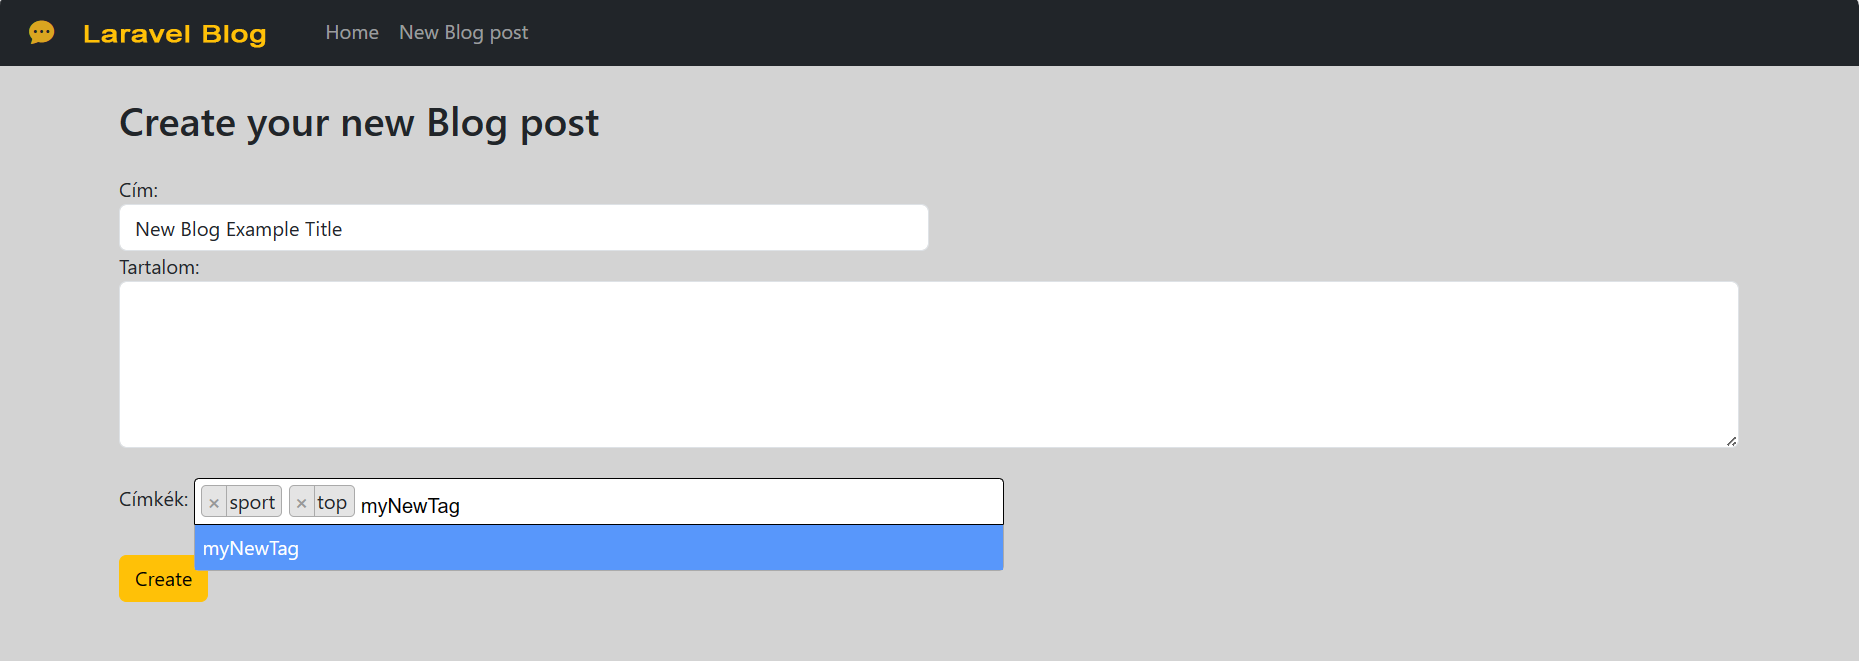 Laravel Blog Home New Blog post
Create your new Blog post
Cím:
New Blog Example Title
Tartalom:
Címkék: × sport × top myNewTag
myNewTag
Create